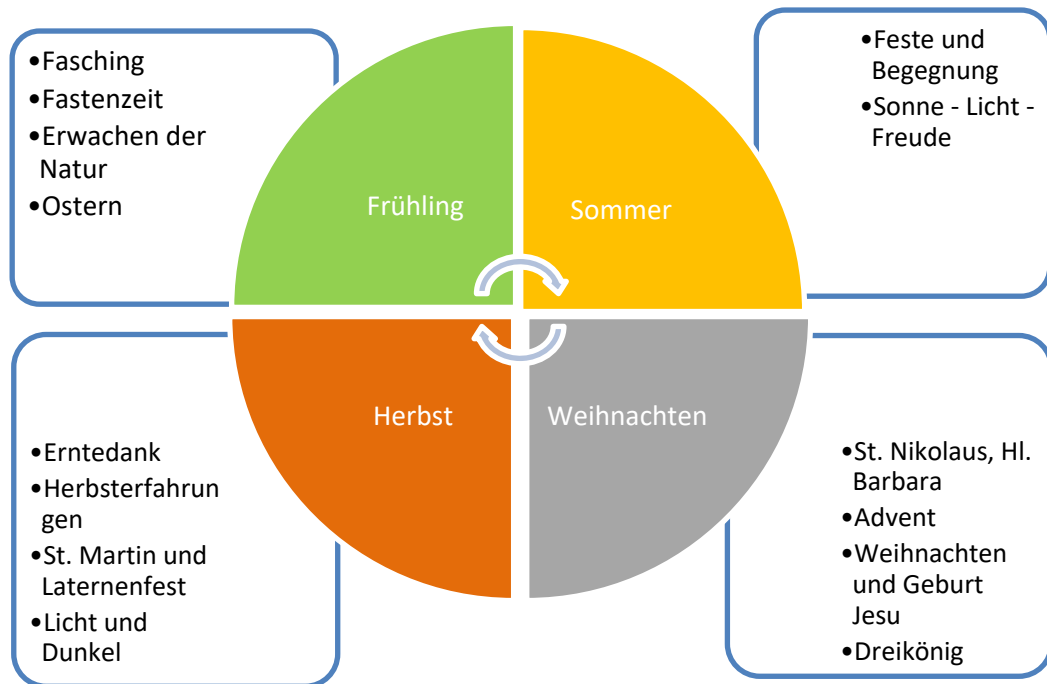 •Fasching
•Fastenzeit
•Erwachen der
Natur
•Ostern
Frühling
Sommer
•Feste und
Begegnung
•Sonne - Licht -
Freude
Herbst
Weihnachten
•Erntedank
•Herbsterfahrun
gen
•St. Martin und
Laternenfest
•Licht und
Dunkel
•St. Nikolaus, Hl.
Barbara
•Advent
•Weihnachten
und Geburt
Jesu
•Dreikönig